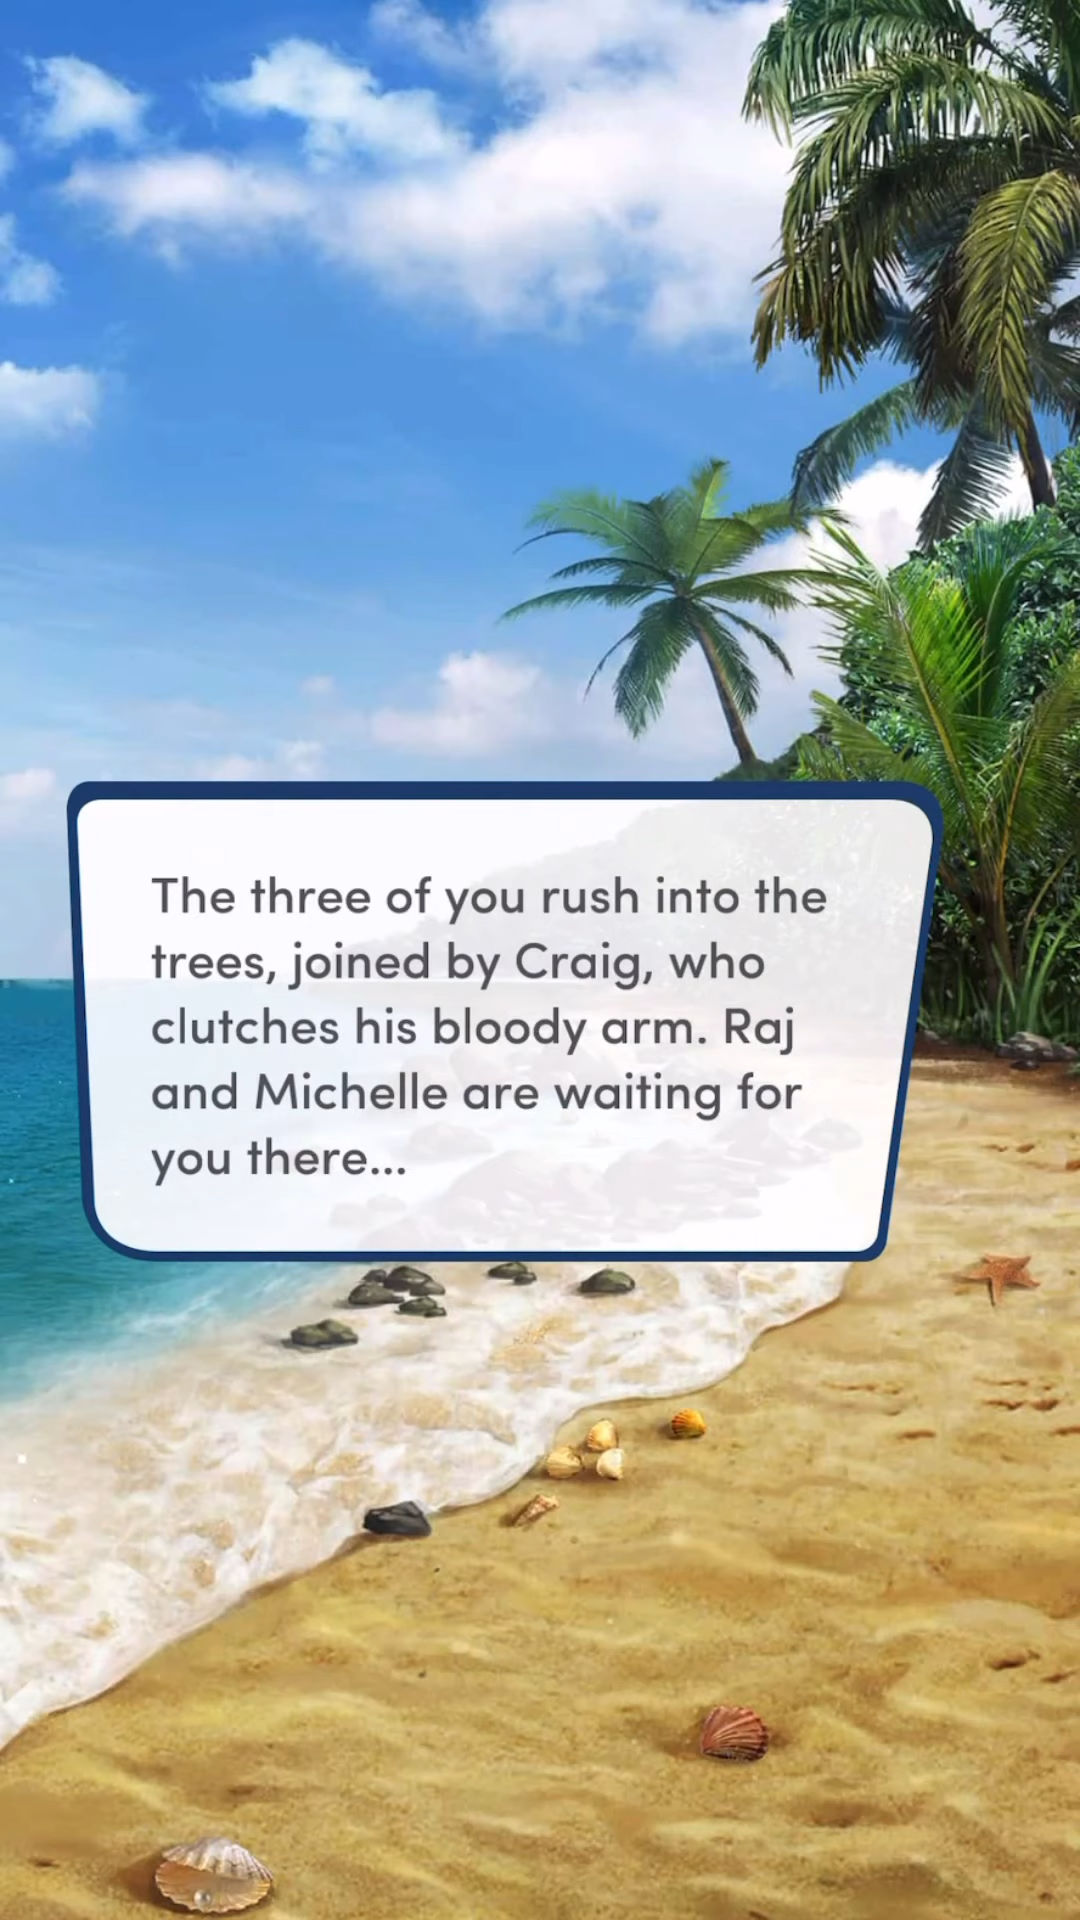 The three of you rush into the
trees, joined by Craig, who
clutches his bloody arm. Raj
and Michelle are waiting for
you there...